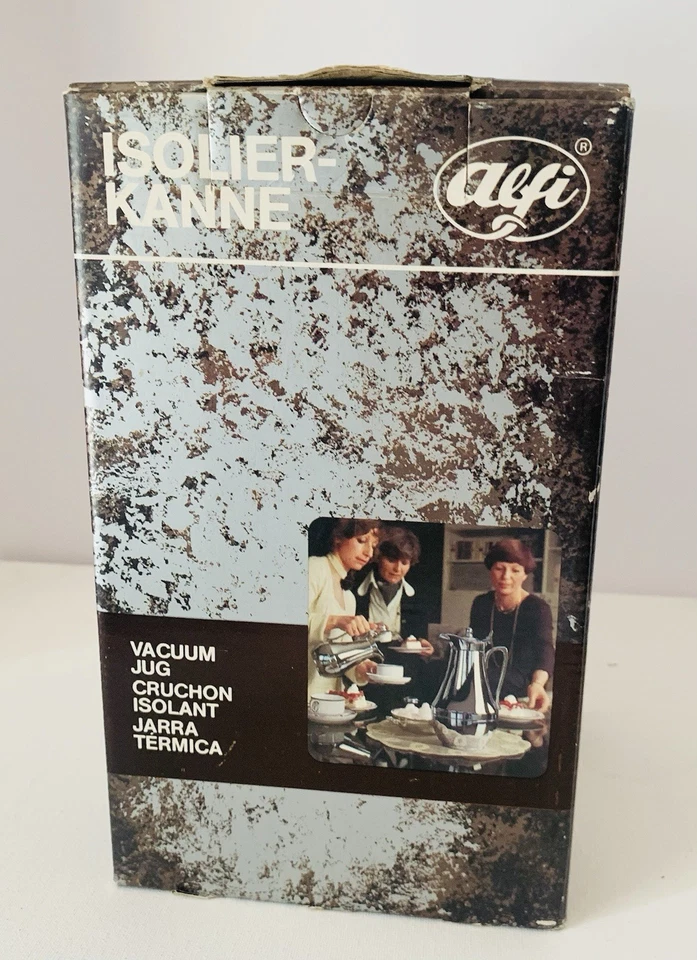 ISOLIER-
KANNE
alfi ®
VACUUM
JUG
CRUCHON
ISOLANT
JARRA
TÉRMICA